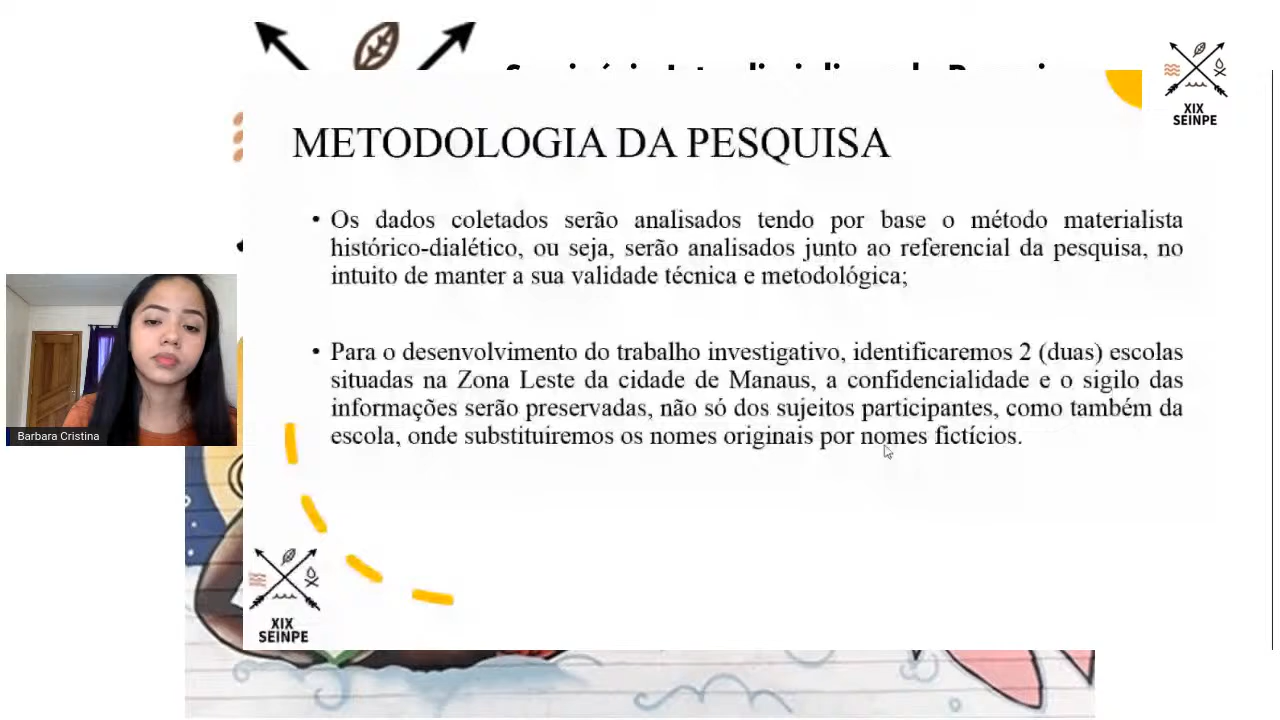 XIX
SEINPE
METODOLOGIA DA PESQUISA
• Os dados coletados serão analisados tendo por base o método materialista
histórico-dialético, ou seja, serão analisados junto ao referencial da pesquisa, no
intuito de manter a sua validade técnica e metodológica;
• Para o desenvolvimento do trabalho investigativo, identificaremos 2 (duas) escolas
situadas na Zona Leste da cidade de Manaus, a confidencialidade e o sigilo das
informações serão preservadas, não só dos sujeitos participantes, como também da
escola, onde substituiremos os nomes originais por nomes fictícios.
Barbara Cristina
XIX
SEINPE